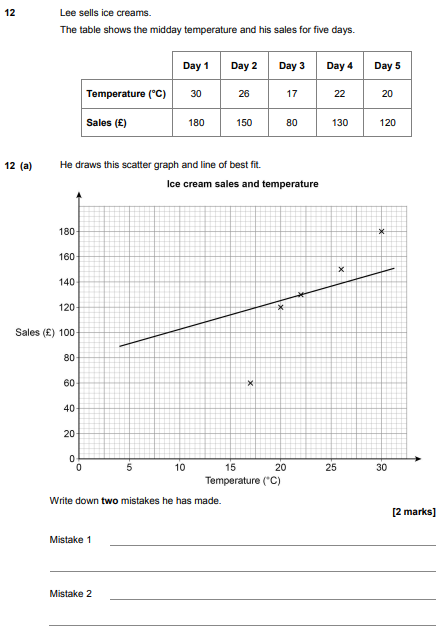 12 Lee sells ice creams.
The table shows the midday temperature and his sales for five days.
Day 1 Day 2 Day 3 Day 4 Day 5
Temperature (°C) 30 26 17 22 20
Sales (£) 180 150 80 130 120
12 (a) He draws this scatter graph and line of best fit.
Ice cream sales and temperature
180
160
140
120
Sales (£) 100
80
60
40
20
0
0 5 10 15 20 25 30
Temperature (°C)
Write down two mistakes he has made.
[2 marks]
Mistake 1
Mistake 2